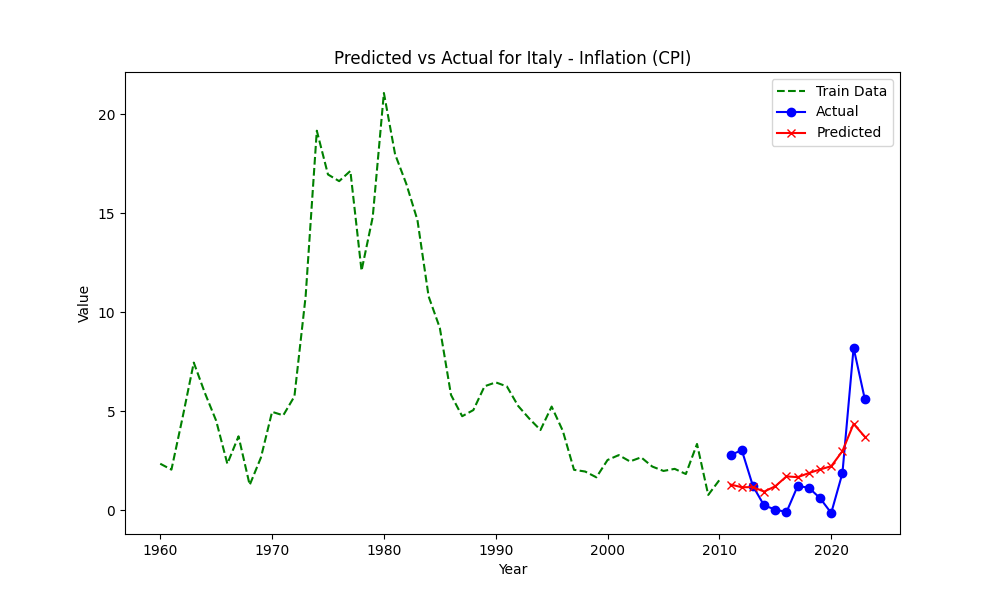 Predicted vs Actual for Italy - Inflation (CPI)
Train Data
Actual
Predicted
Value
20
15
10
5
0
1960 1970 1980 1990 2000 2010 2020
Year